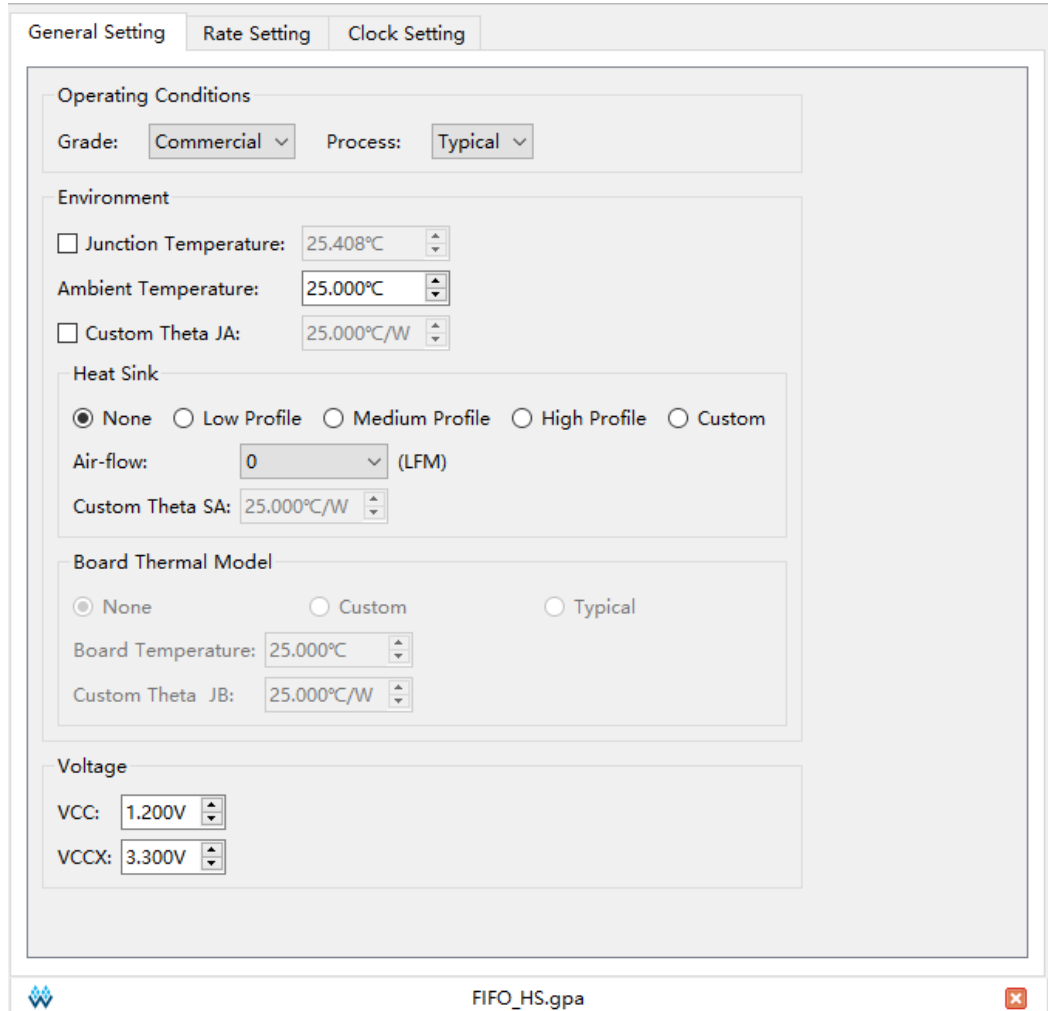 General Setting Rate Setting Clock Setting
Operating Conditions
Grade: Commercial Process: Typical
Environment
Junction Temperature: 25.408℃
Ambient Temperature: 25.000℃
Custom Theta JA: 25.000℃/W
Heat Sink
None Low Profile Medium Profile High Profile Custom
Air-flow: 0 (LFM)
Custom Theta SA: 25.000℃/W
Board Thermal Model
None Custom Typical
Board Temperature: 25.000℃
Custom Theta JB: 25.000℃/W
Voltage
VCC: 1.200V
VCCX: 3.300V
FIFO_HS.gpa